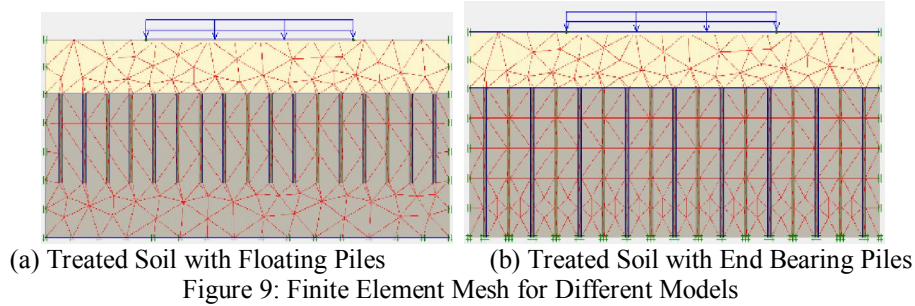 (a) Treated Soil with Floating Piles
(b) Treated Soil with End Bearing Piles
Figure 9: Finite Element Mesh for Different Models